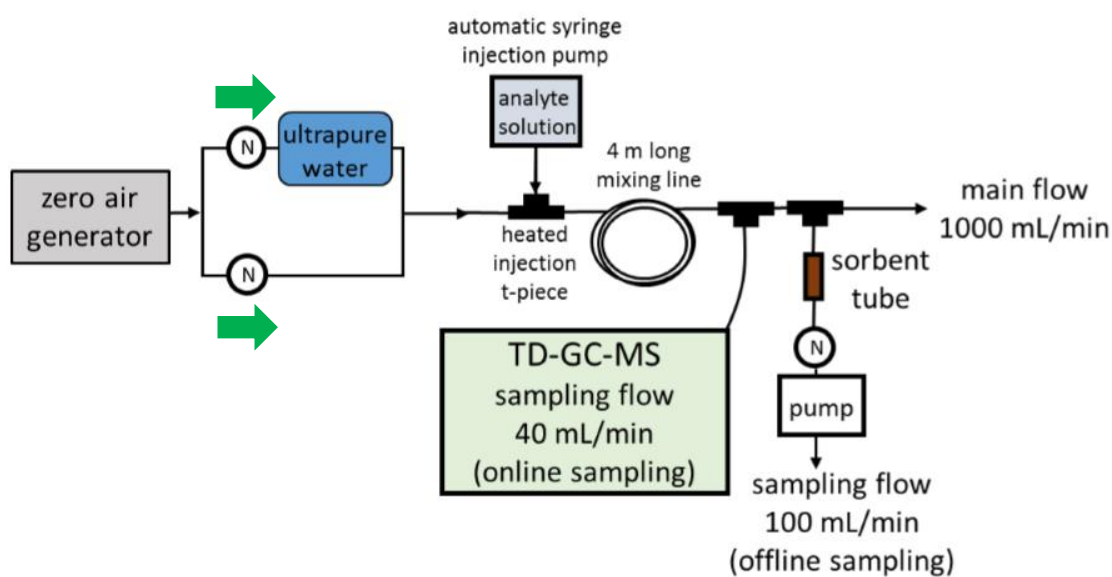 automatic syringe
injection pump
analyte
solution
ultrapure
water
N
zero air
generator
N
heated
injection
t-piece
4 m long
mixing line
main flow
1000 mL/min
sorbent
tube
N
pump
TD-GC-MS
sampling flow
40 mL/min
(online sampling)
sampling flow
100 mL/min
(offline sampling)